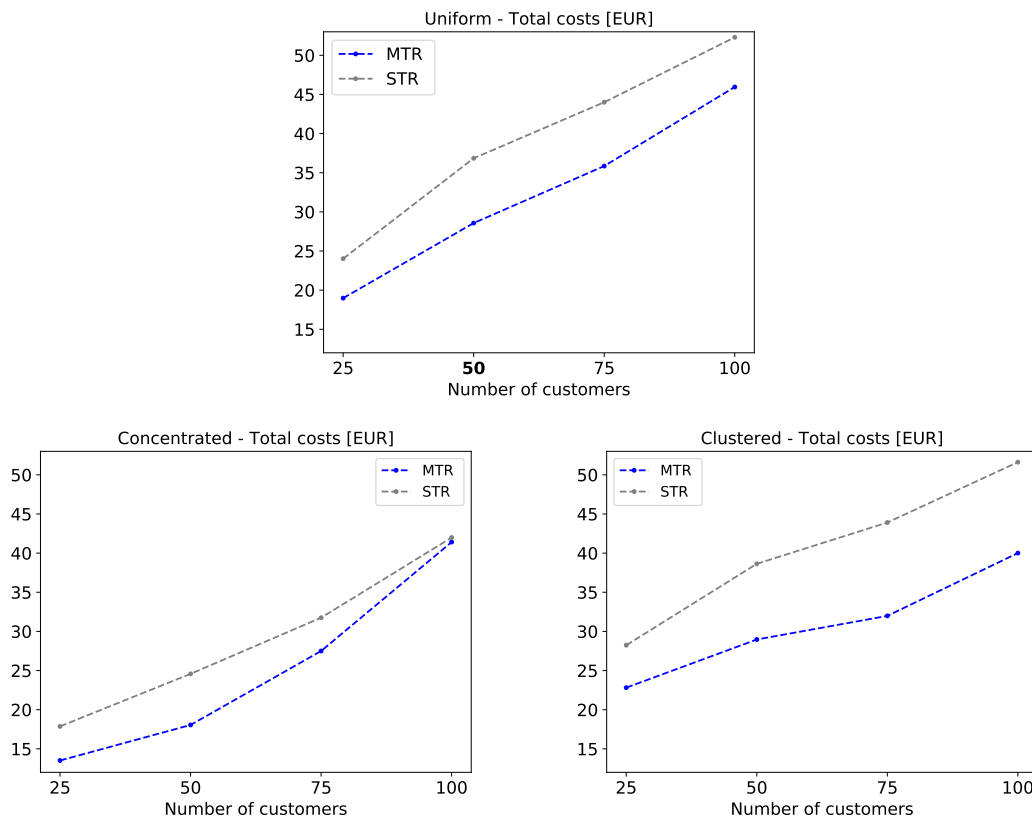 Uniform - Total costs [EUR]
MTR
STR
50
45
40
35
30
25
20
15
25 50 75 100
Number of customers
Concentrated - Total costs [EUR]
MTR
STR
50
45
40
35
30
25
20
15
25 50 75 100
Number of customers
Clustered - Total costs [EUR]
MTR
STR
50
45
40
35
30
25
20
15
25 50 75 100
Number of customers